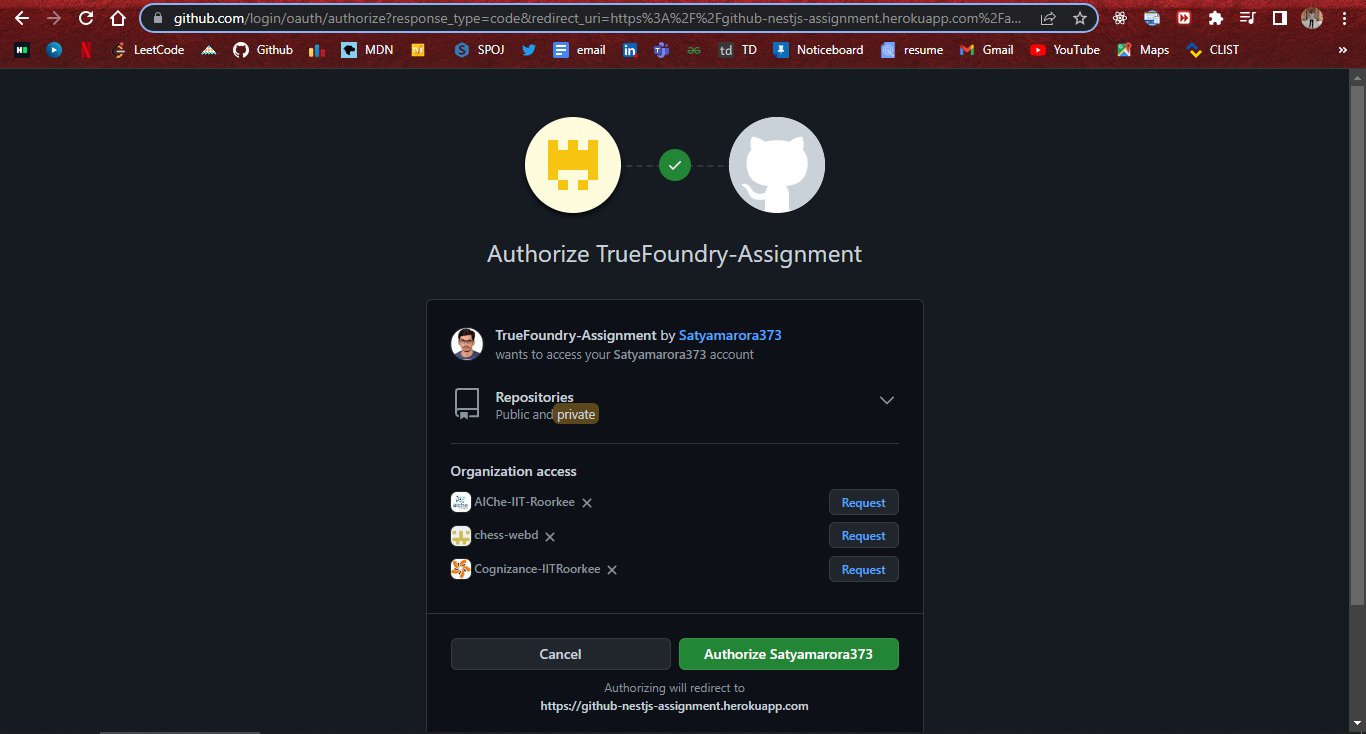 github.com/login/oauth/authorize?response_type=code&redirect_uri=https%3A%2F%2Fgithub-nestjs-assignment.herokuapp.com%2Fa...
LeetCode Github MDN SPOJ email td TD Noticeboard resume Gmail YouTube Maps CLIST »
Authorize TrueFoundry-Assignment
TrueFoundry-Assignment by Satyamarora373
wants to access your Satyamarora373 account
Repositories
Public and private
Organization access
AIChe-IIT-Roorkee Request
chess-webd Request
Cognizance-IITRoorkee Request
Cancel Authorize Satyamarora373
Authorizing will redirect to
https://github-nestjs-assignment.herokuapp.com